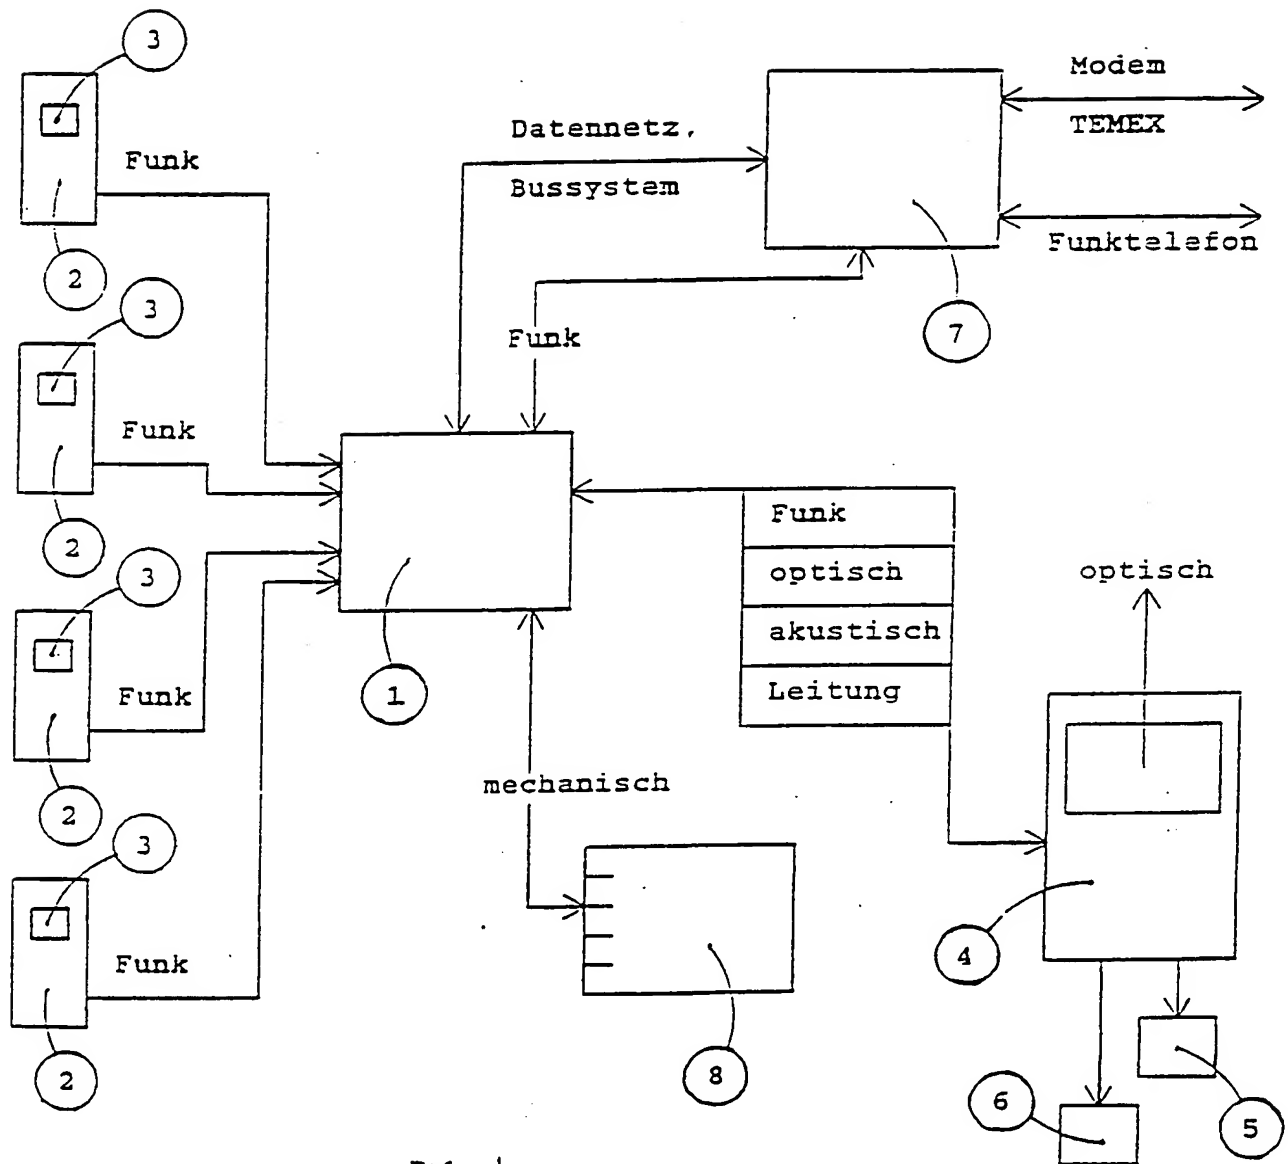 3
Modem
TEMEX
Datennetz,
Bussystem
Funk
2
Funktelefon
3
7
Funk
Funk
2
Funk
optisch
akustisch
Leitung
optisch
3
1
Funk
2
mechanisch
3
4
Funk
8
2
6
5